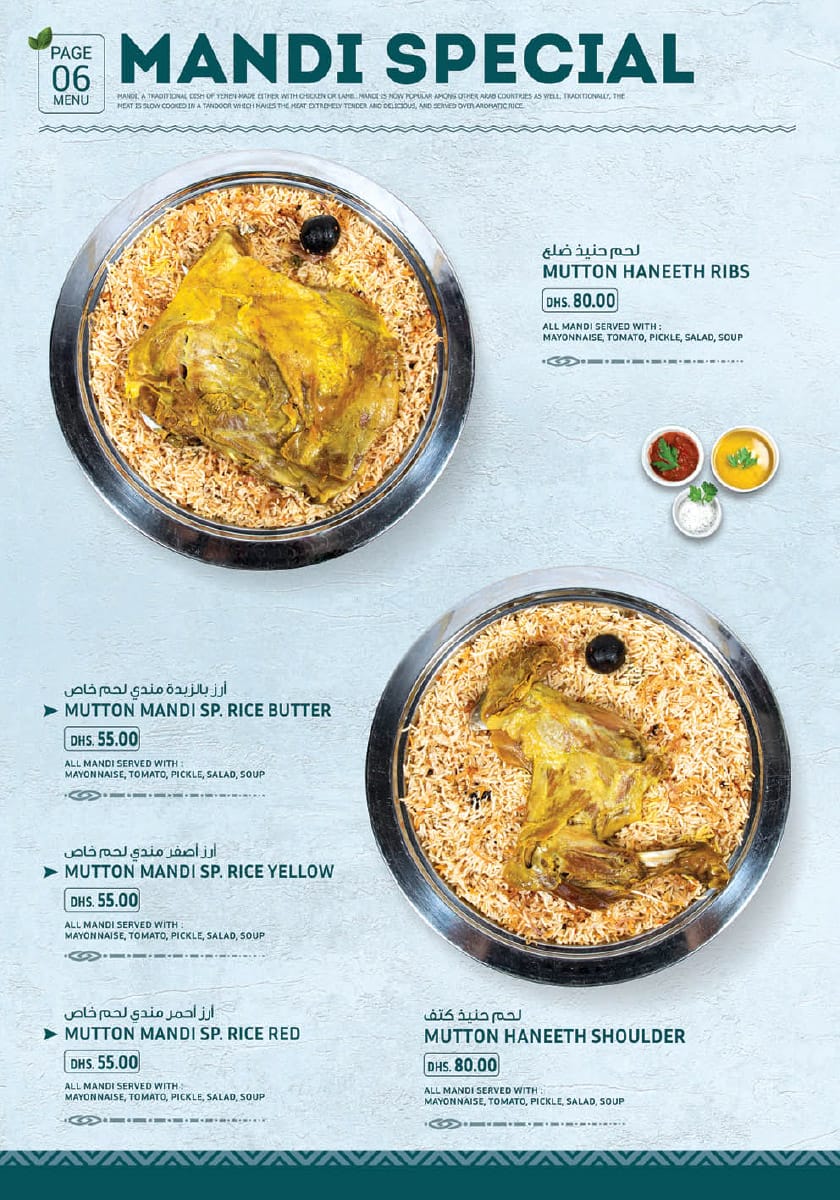 PAGE
06
MENU
MANDI SPECIAL
MANDI, A TRADITIONAL DISH OF YEMEN MADE EITHER WITH CHICKEN OR LAMB. MANDI IS NOW POPULAR AMONG OTHER ARAB COUNTRIES AS WELL. TRADITIONALLY, THE
MEAT IS SLOW COOKED IN A TANDOOR WHICH MAKES THE MEAT EXTREMELY TENDER AND DELICIOUS, AND SERVED OVER AROMATIC RICE.
لحم حنيذ ضلع
MUTTON HANEETH RIBS
DHS. 80.00
ALL MANDI SERVED WITH :
MAYONNAISE, TOMATO, PICKLE, SALAD, SOUP
أرز بالزبدة مندي لحم خاص
MUTTON MANDI SP. RICE BUTTER
DHS. 55.00
ALL MANDI SERVED WITH :
MAYONNAISE, TOMATO, PICKLE, SALAD, SOUP
أرز أصفر مندي لحم خاص
MUTTON MANDI SP. RICE YELLOW
DHS. 55.00
ALL MANDI SERVED WITH :
MAYONNAISE, TOMATO, PICKLE, SALAD, SOUP
أرز أحمر مندي لحم خاص
MUTTON MANDI SP. RICE RED
DHS. 55.00
ALL MANDI SERVED WITH :
MAYONNAISE, TOMATO, PICKLE, SALAD, SOUP
لحم حنيذ كتف
MUTTON HANEETH SHOULDER
DHS. 80.00
ALL MANDI SERVED WITH :
MAYONNAISE, TOMATO, PICKLE, SALAD, SOUP